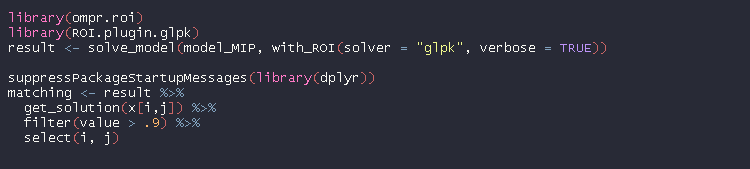 library(ompr.roi)
library(ROI.plugin.glpk)
result <- solve_model(model_MIP, with_ROI(solver = "glpk", verbose = TRUE))
suppressPackageStartupMessages(library(dplyr))
matching <- result %>%
get_solution(x[i,j]) %>%
filter(value > .9) %>%
select(i, j)